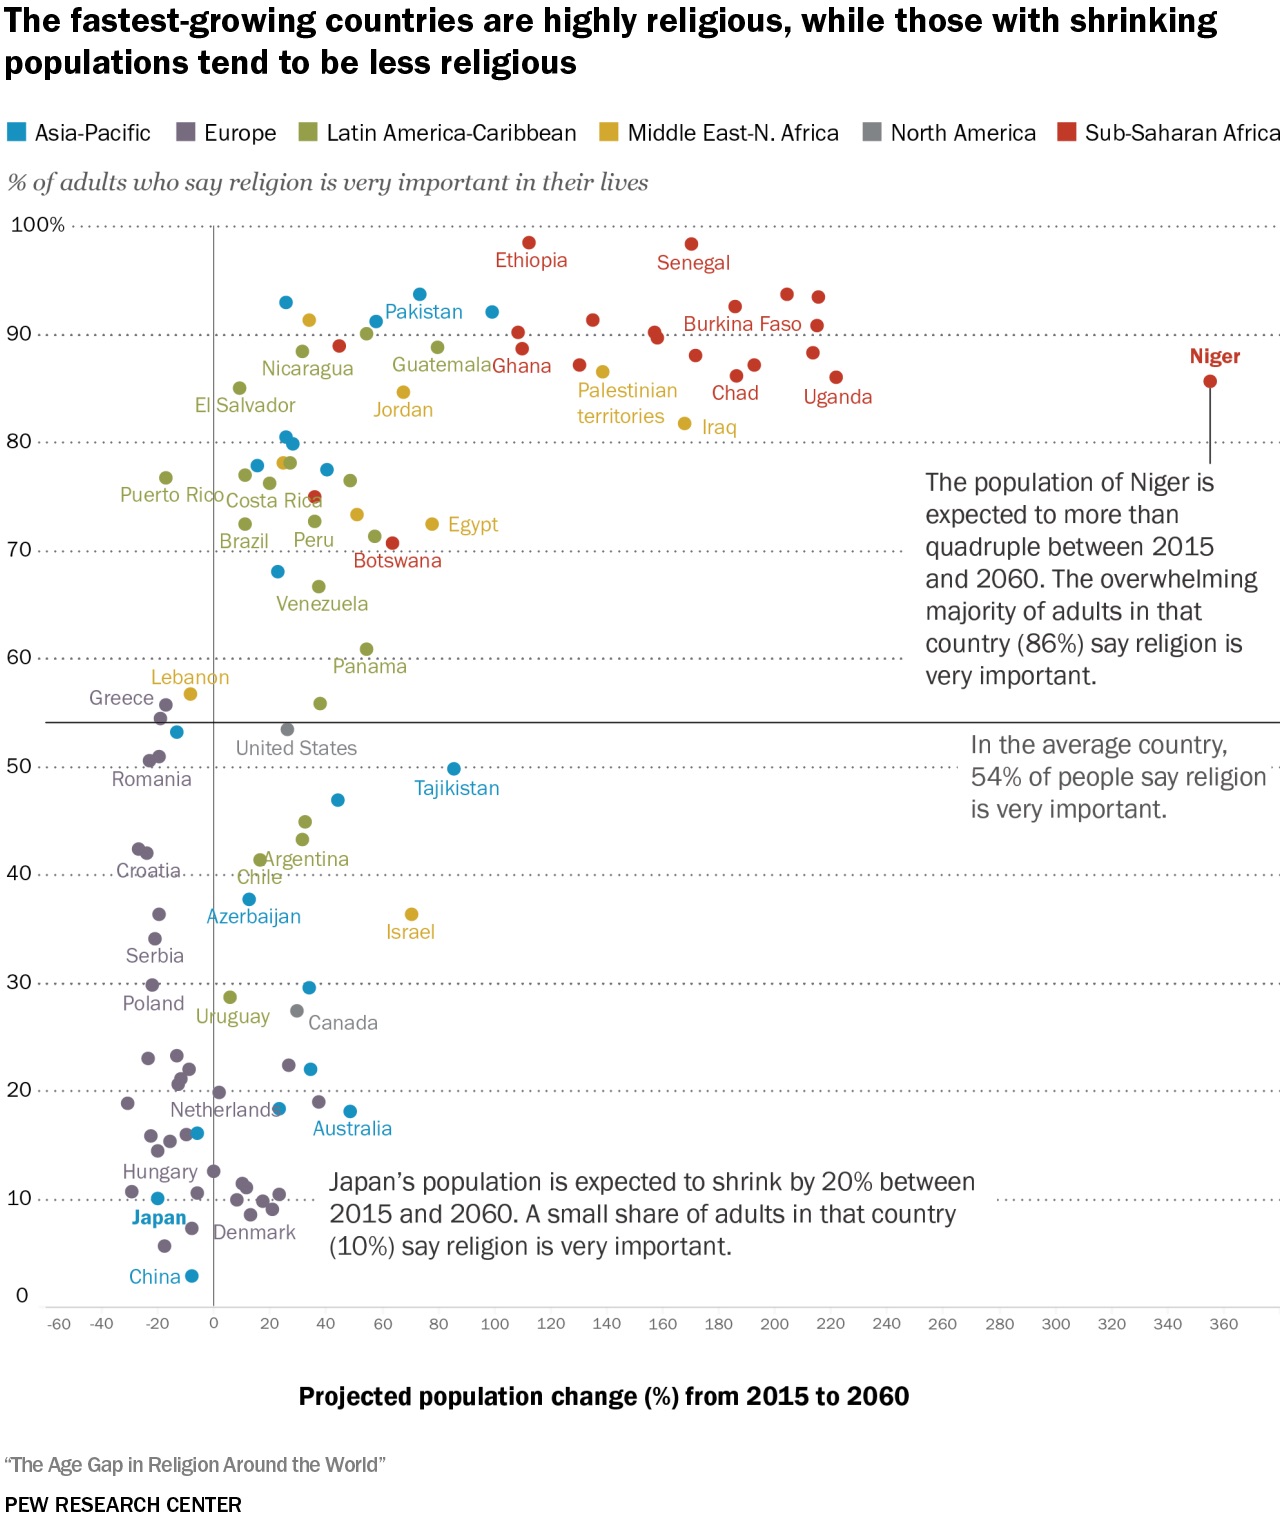 The fastest-growing countries are highly religious, while those with shrinking
populations tend to be less religious
Asia-Pacific Europe Latin America-Caribbean Middle East-N. Africa North America Sub-Saharan Africa
% of adults who say religion is very important in their lives
100%
Ethiopia
Senegal
Pakistan
Burkina Faso
90
Niger
Nicaragua
Guatemala
Ghana
Palestinian
territories
Chad
Uganda
El Salvador
Jordan
Iraq
80
Puerto Rico
Costa Rica
The population of Niger is
expected to more than
quadruple between 2015
and 2060. The overwhelming
majority of adults in that
country (86%) say religion is
very important.
Brazil
Peru
Egypt
70
Botswana
Venezuela
60
Panama
Lebanon
Greece
United States
In the average country,
54% of people say religion
is very important.
50
Romania
Tajikistan
Croatia
Argentina
40
Chile
Azerbaijan
Israel
Serbia
30
Poland
Uruguay
Canada
20
Netherlands
Australia
Hungary
Japan's population is expected to shrink by 20% between
2015 and 2060. A small share of adults in that country
(10%) say religion is very important.
10
Japan
Denmark
China
0
-60 -40 -20 0 20 40 60 80 100 120 140 160 180 200 220 240 260 280 300 320 340 360
Projected population change (%) from 2015 to 2060
“The Age Gap in Religion Around the World”
PEW RESEARCH CENTER